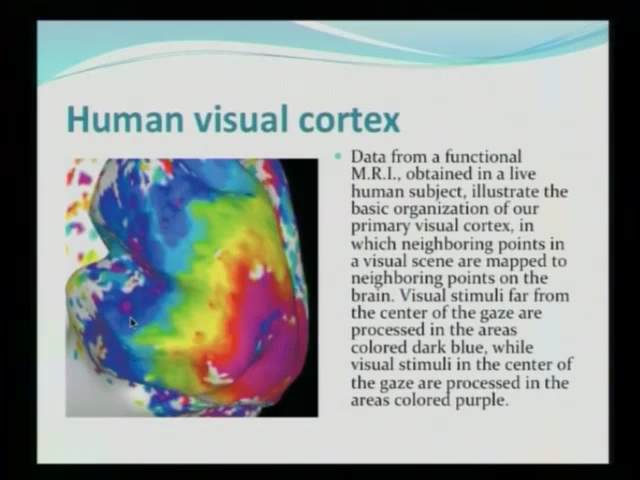 Human visual cortex
Data from a functional
M.R.I., obtained in a live
human subject, illustrate the
basic organization of our
primary visual cortex, in
which neighboring points in
a visual scene are mapped to
neighboring points on the
brain. Visual stimuli far from
the center of the gaze are
processed in the areas
colored dark blue, while
visual stimuli in the center of
the gaze are processed in the
areas colored purple.